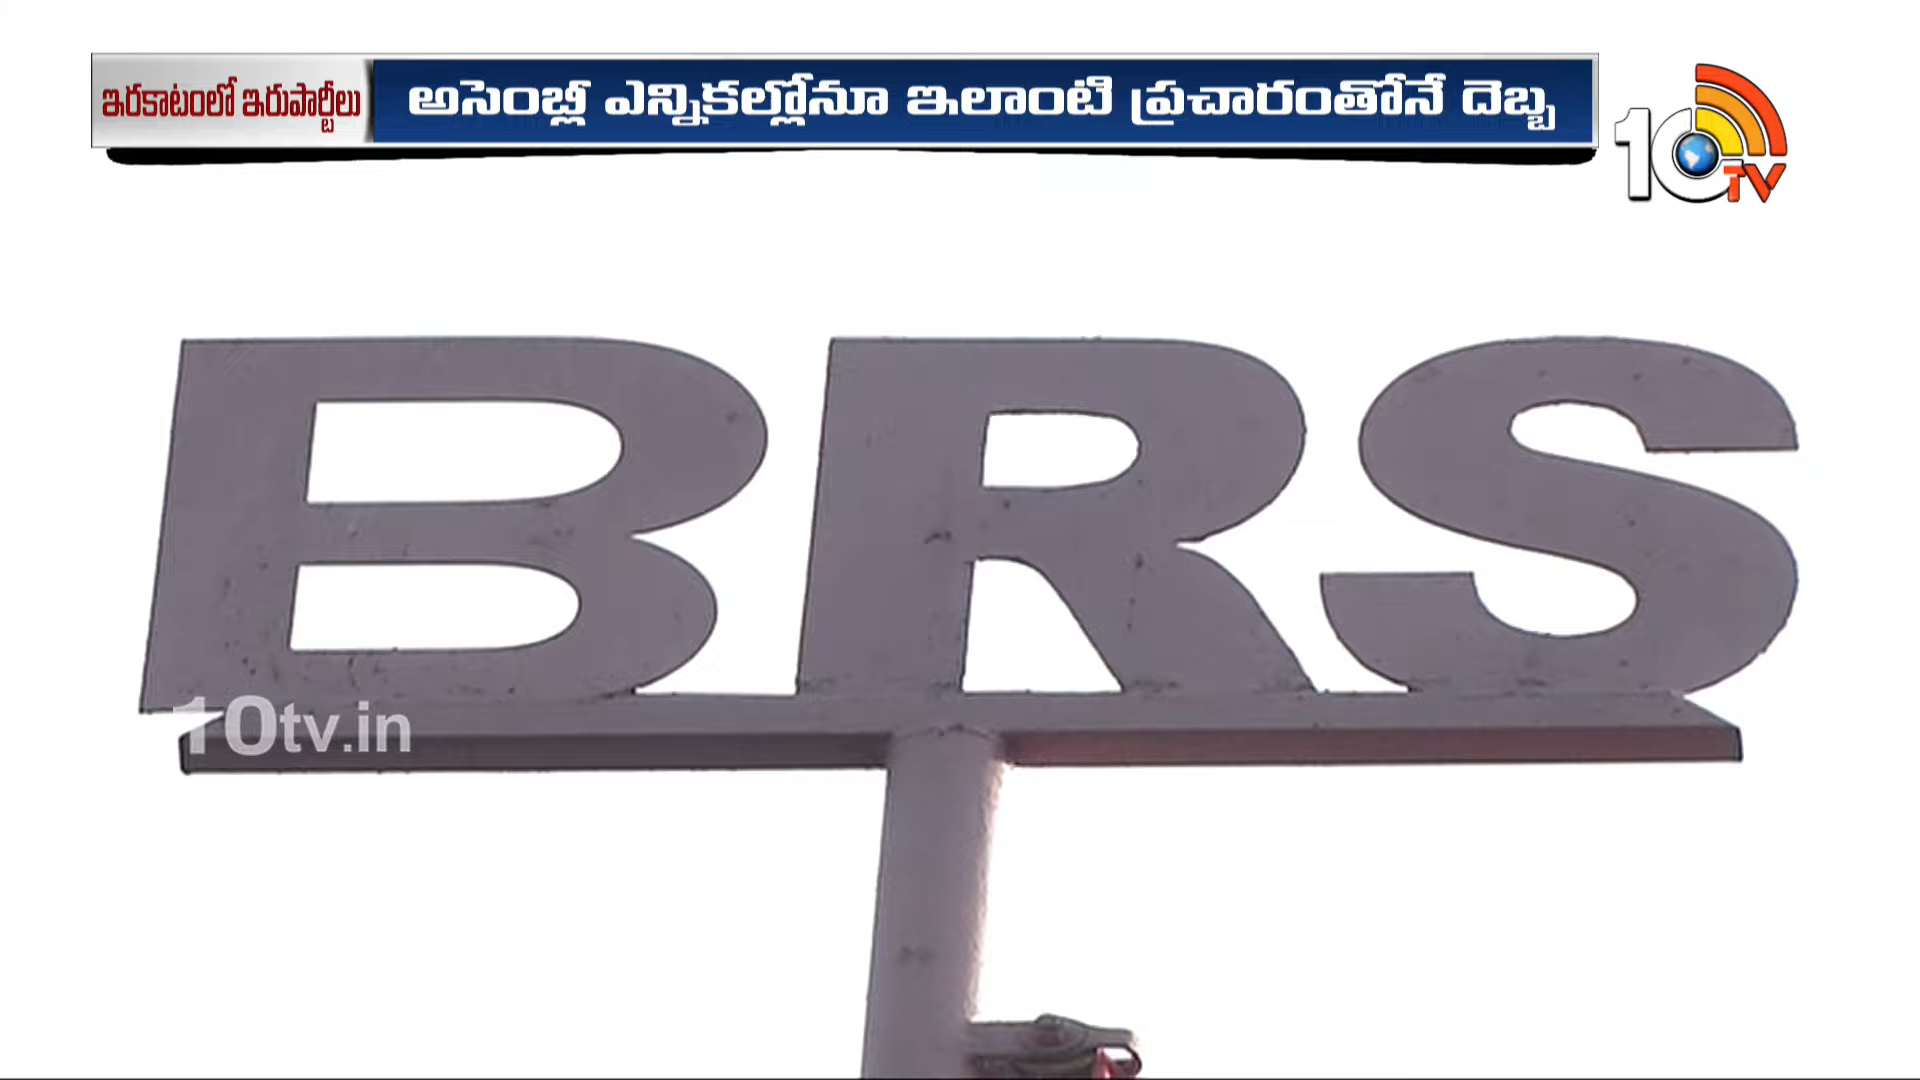 ఇరకాటంలో ఇరుపార్టీలు
అసెంబ్లీ ఎన్నికల్లోనూ ఇలాంటి ప్రచారంతోనే దెబ్బ
10TV
BRS
10tv.in